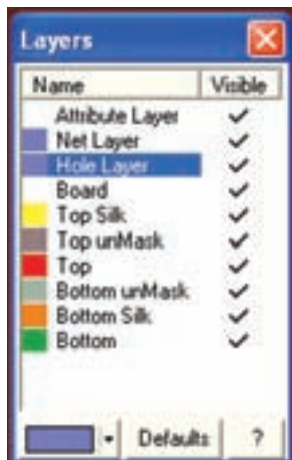 Layers
Name Visible
Attribute Layer
Net Layer
Hole Layer
Board
Top Silk
Top unMask
Top
Bottom unMask
Bottom Silk
Bottom
Defaults ?